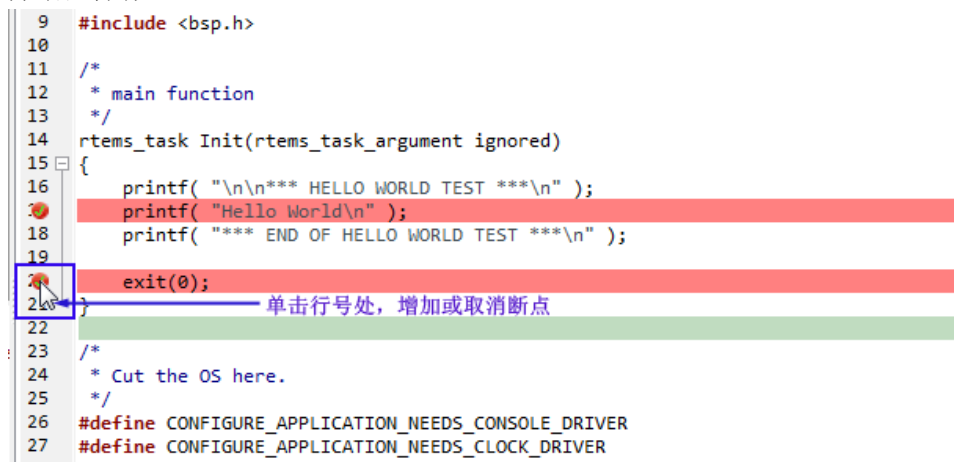 9 #include <bsp.h>
10
11 /*
12 * main function
13 */
14 rtems_task Init(rtems_task_argument ignored)
15 {
16 printf( "\n\n*** HELLO WORLD TEST ***\n" );
printf( "Hello World\n" );
18 printf( "*** END OF HELLO WORLD TEST ***\n" );
19
exit(0);
21 } 单击行号处，增加或取消断点
22
23 /*
24 * Cut the OS here.
25 */
26 #define CONFIGURE_APPLICATION_NEEDS_CONSOLE_DRIVER
27 #define CONFIGURE_APPLICATION_NEEDS_CLOCK_DRIVER